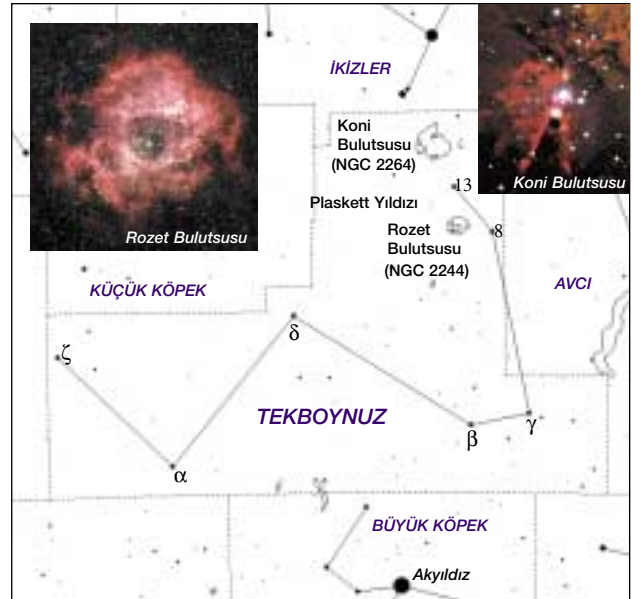 İKİZLER
Koni
Bulutsusu
(NGC 2264)
13
Koni Bulutsusu
Plaskett Yıldızı
Rozet
Bulutsusu
(NGC 2244)
8
Rozet Bulutsusu
KÜÇÜK KÖPEK
AVCI
δ
ζ
TEKBOYNUZ
β
γ
α
BÜYÜK KÖPEK
Akyıldız